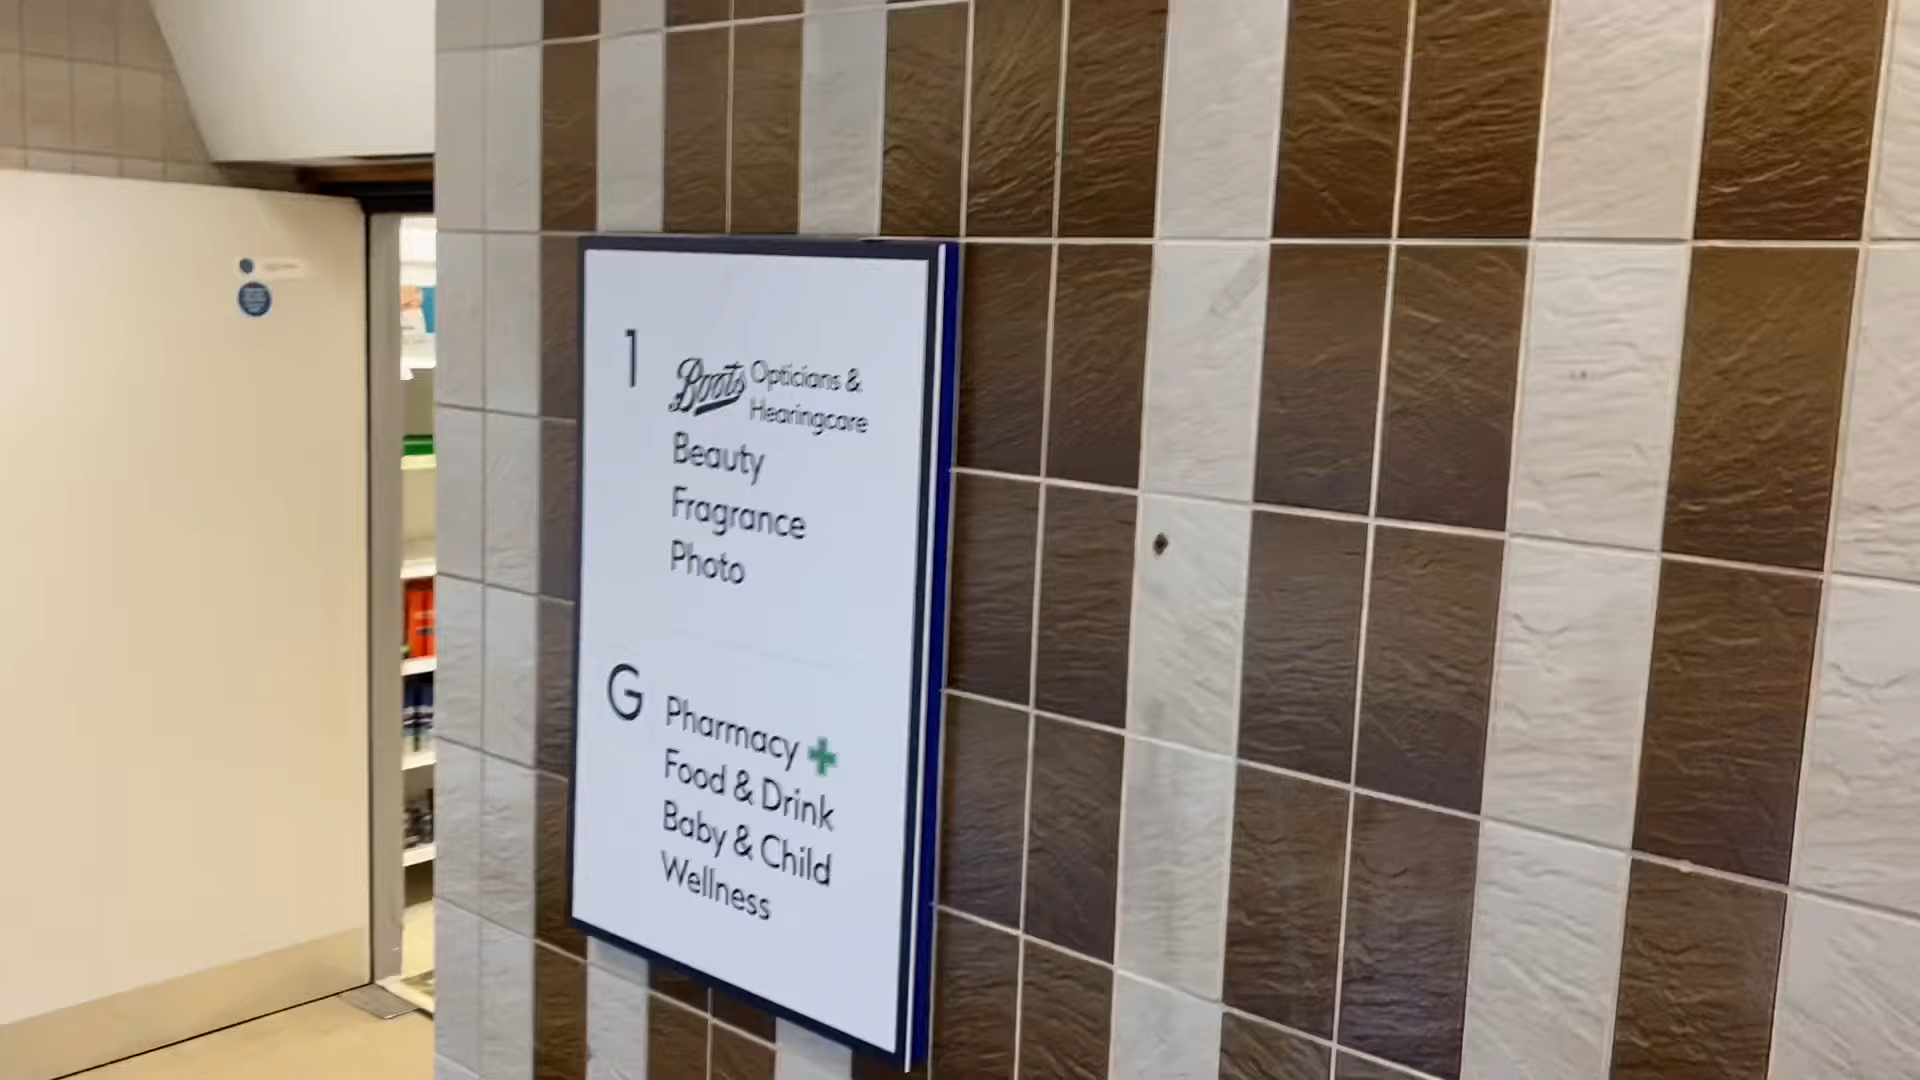 1
Boots Opticians &
Hearingcare
Beauty
Fragrance
Photo
G
Pharmacy
Food & Drink
Baby & Child
Wellness